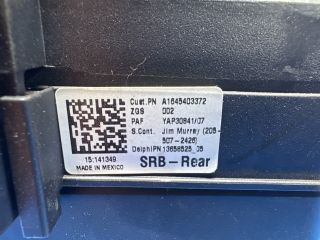 Cust.PN A1645403372
ZGS 002
PAF YAP30841/07
S.Cont. Jim Murray (205-
507-2426)
DelphiPN 13658525_05
15:141349
MADE IN MEXICO
SRB-Rear